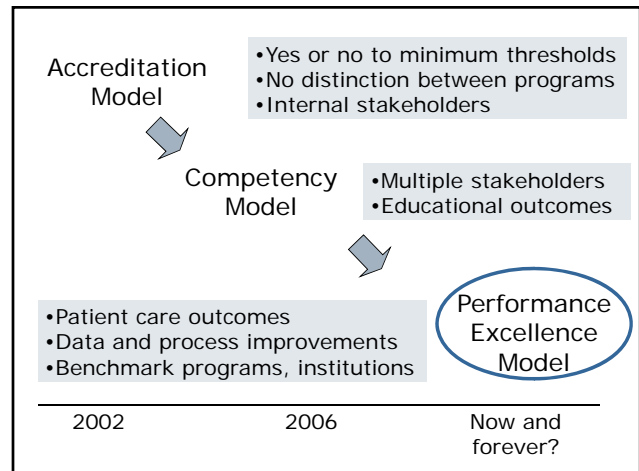 Accreditation
Model
•Yes or no to minimum thresholds
•No distinction between programs
•Internal stakeholders
Competency
Model
•Multiple stakeholders
•Educational outcomes
•Patient care outcomes
•Data and process improvements
•Benchmark programs, institutions
Performance
Excellence
Model
2002
2006
Now and
forever?